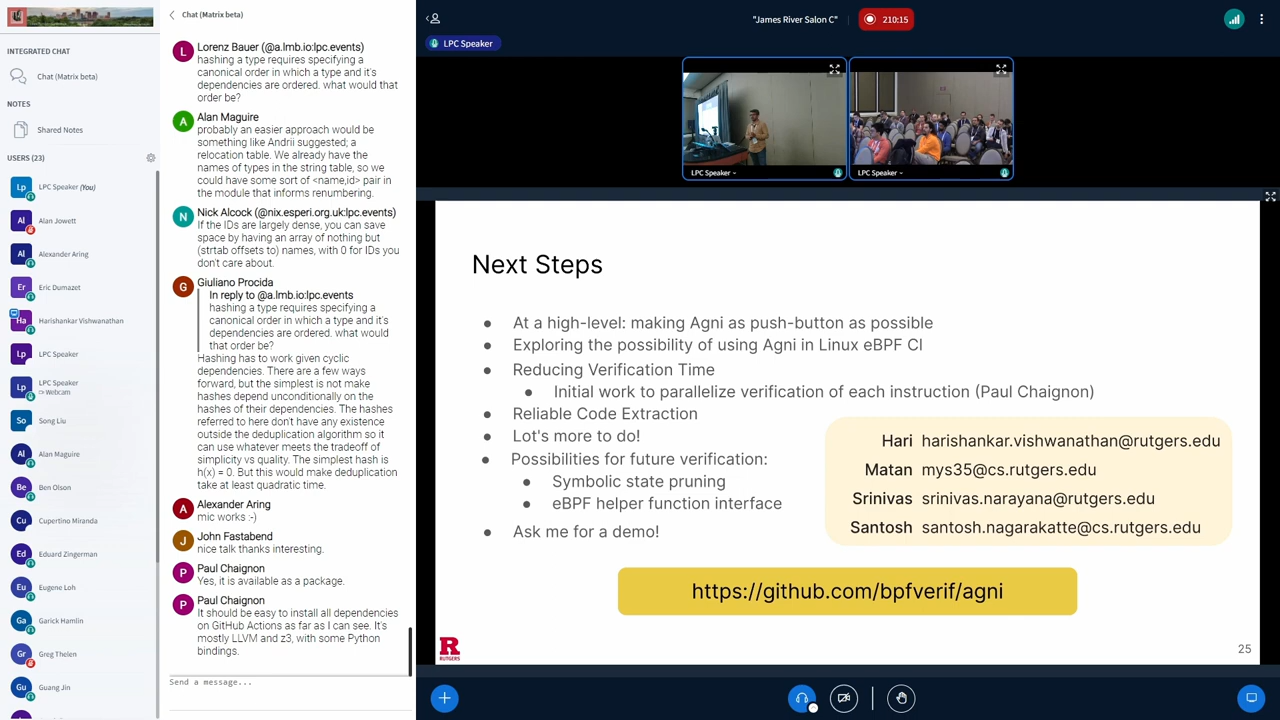 INTEGRATED CHAT
Chat (Matrix beta)
NOTES
Shared Notes
USERS (23)
Lp LPC Speaker (You)
Al Alan Jowett
Al Alexander Aring
Er Eric Dumazet
Ha Harishankar Vishwanathan
LP LPC Speaker
Lp LPC Speaker
Webcam
So Song Liu
Al Alan Maguire
Be Ben Olson
Cu Cupertino Miranda
Ed Eduard Zingerman
Eu Eugene Loh
Ga Garick Hamlin
Gr Greg Thelen
Gu Guang Jin
Chat (Matrix beta)
L Lorenz Bauer (@a.lmb.io:lpc.events)
hashing a type requires specifying a
canonical order in which a type and it's
dependencies are ordered. what would that
order be?
A Alan Maguire
probably an easier approach would be
something like Andrii suggested; a
relocation table. We already have the
names of types in the string table, so we
could have some sort of <name,id> pair in
the module that informs renumbering.
N Nick Alcock (@nix.esperi.org.uk:lpc.events)
If the IDs are largely dense, you can save
space by having an array of nothing but
(strtab offsets to) names, with 0 for IDs you
don't care about.
G Giuliano Procida
In reply to @a.lmb.io:lpc.events
hashing a type requires specifying a
canonical order in which a type and it's
dependencies are ordered. what would
that order be?
Hashing has to work given cyclic
dependencies. There are a few ways
forward, but the simplest is not make
hashes depend unconditionally on the
hashes of their dependencies. The hashes
referred to here don't have any existence
outside the deduplication algorithm so it
can use whatever meets the tradeoff of
simplicity vs quality. The simplest hash is
h(x) = 0. But this would make deduplication
take at least quadratic time.
A Alexander Aring
mic works :-)
J John Fastabend
nice talk thanks interesting.
P Paul Chaignon
Yes, it is available as a package.
P Paul Chaignon
It should be easy to install all dependencies
on GitHub Actions as far as I can see. It's
mostly LLVM and z3, with some Python
bindings.
Send a message...
"James River Salon C"
210:15
LPC Speaker
LPC Speaker
LPC Speaker
Next Steps
• At a high-level: making Agni as push-button as possible
• Exploring the possibility of using Agni in Linux eBPF CI
• Reducing Verification Time
• Initial work to parallelize verification of each instruction (Paul Chaignon)
• Reliable Code Extraction
• Lot's more to do!
• Possibilities for future verification:
• Symbolic state pruning
• eBPF helper function interface
• Ask me for a demo!
Hari harishankar.vishwanathan@rutgers.edu
Matan mys35@cs.rutgers.edu
Srinivas srinivas.narayana@rutgers.edu
Santosh santosh.nagarakatte@cs.rutgers.edu
https://github.com/bpfverif/agni
R
RUTGERS
25